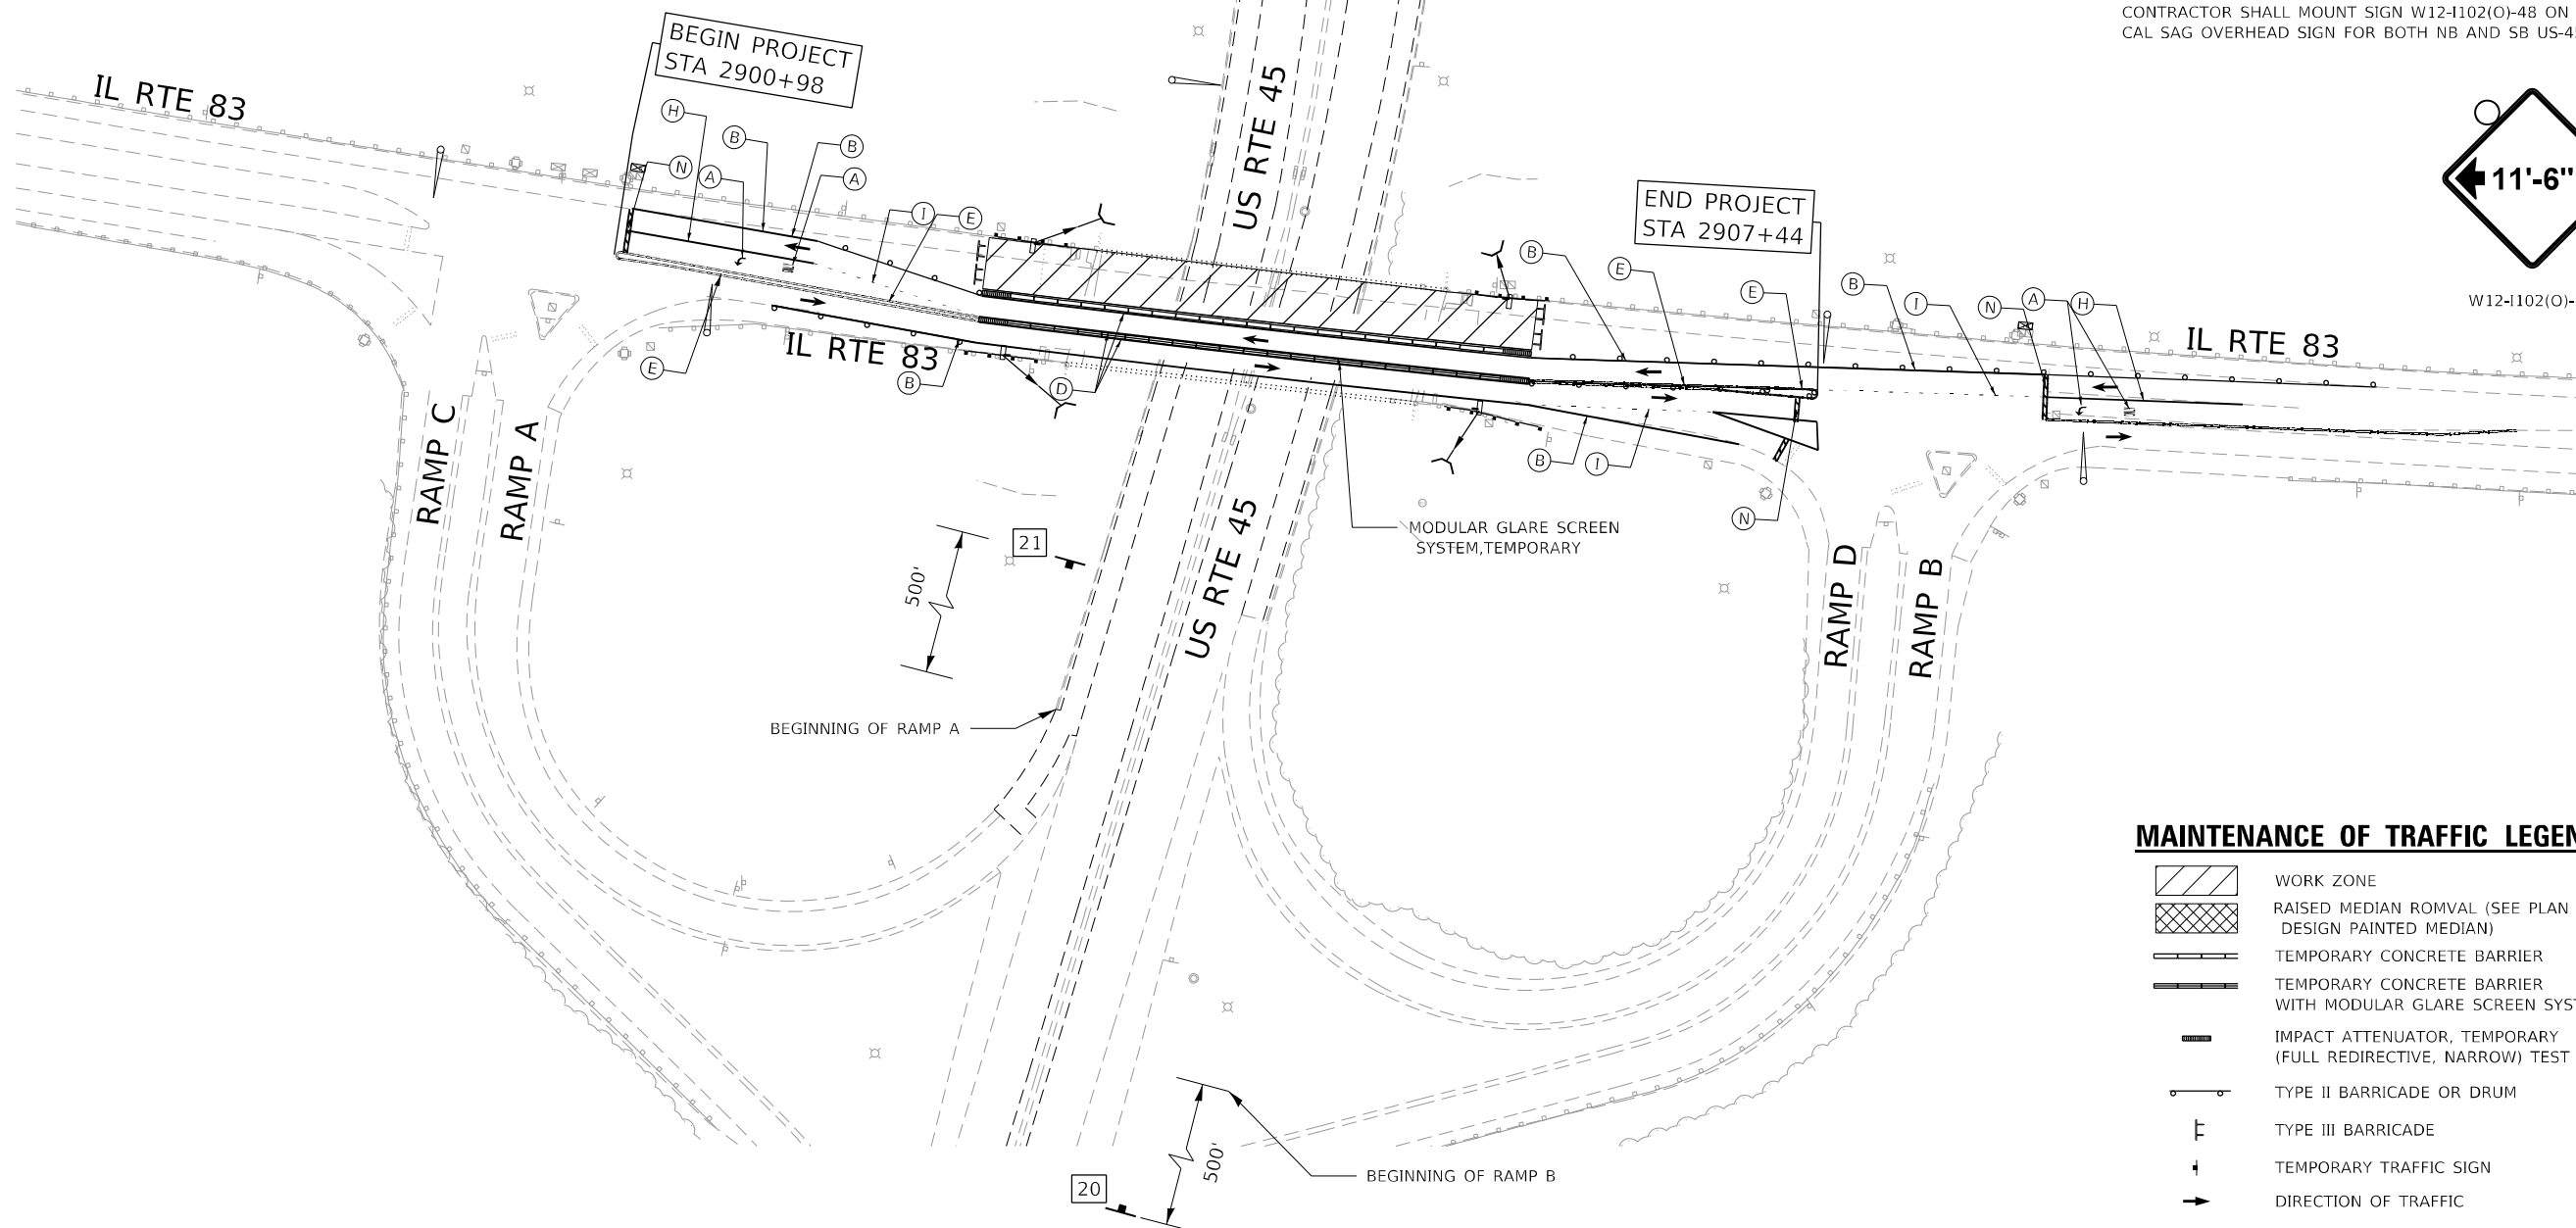 CONTRACTOR SHALL MOUNT SIGN W12-I102(O)-48 ON
CAL SAG OVERHEAD SIGN FOR BOTH NB AND SB US-4
BEGIN PROJECT
STA 2900+98
IL RTE 83
US RTE 45
11'-6"
W12-I102(O)-
END PROJECT
STA 2907+44
H
B
B
N
A
A
I
E
B
E
E
B
I
N
A
H
IL RTE 83
IL RTE 83
E
B
D
B
I
N
MODULAR GLARE SCREEN
SYSTEM,TEMPORARY
RAMP C
RAMP A
21
500'
US RTE 45
RAMP D
RAMP B
BEGINNING OF RAMP A
MAINTENANCE OF TRAFFIC LEGEN
WORK ZONE
RAISED MEDIAN ROMVAL (SEE PLAN
DESIGN PAINTED MEDIAN)
TEMPORARY CONCRETE BARRIER
TEMPORARY CONCRETE BARRIER
WITH MODULAR GLARE SCREEN SYST
IMPACT ATTENUATOR, TEMPORARY
(FULL REDIRECTIVE, NARROW) TEST
TYPE II BARRICADE OR DRUM
TYPE III BARRICADE
TEMPORARY TRAFFIC SIGN
DIRECTION OF TRAFFIC
500'
BEGINNING OF RAMP B
20